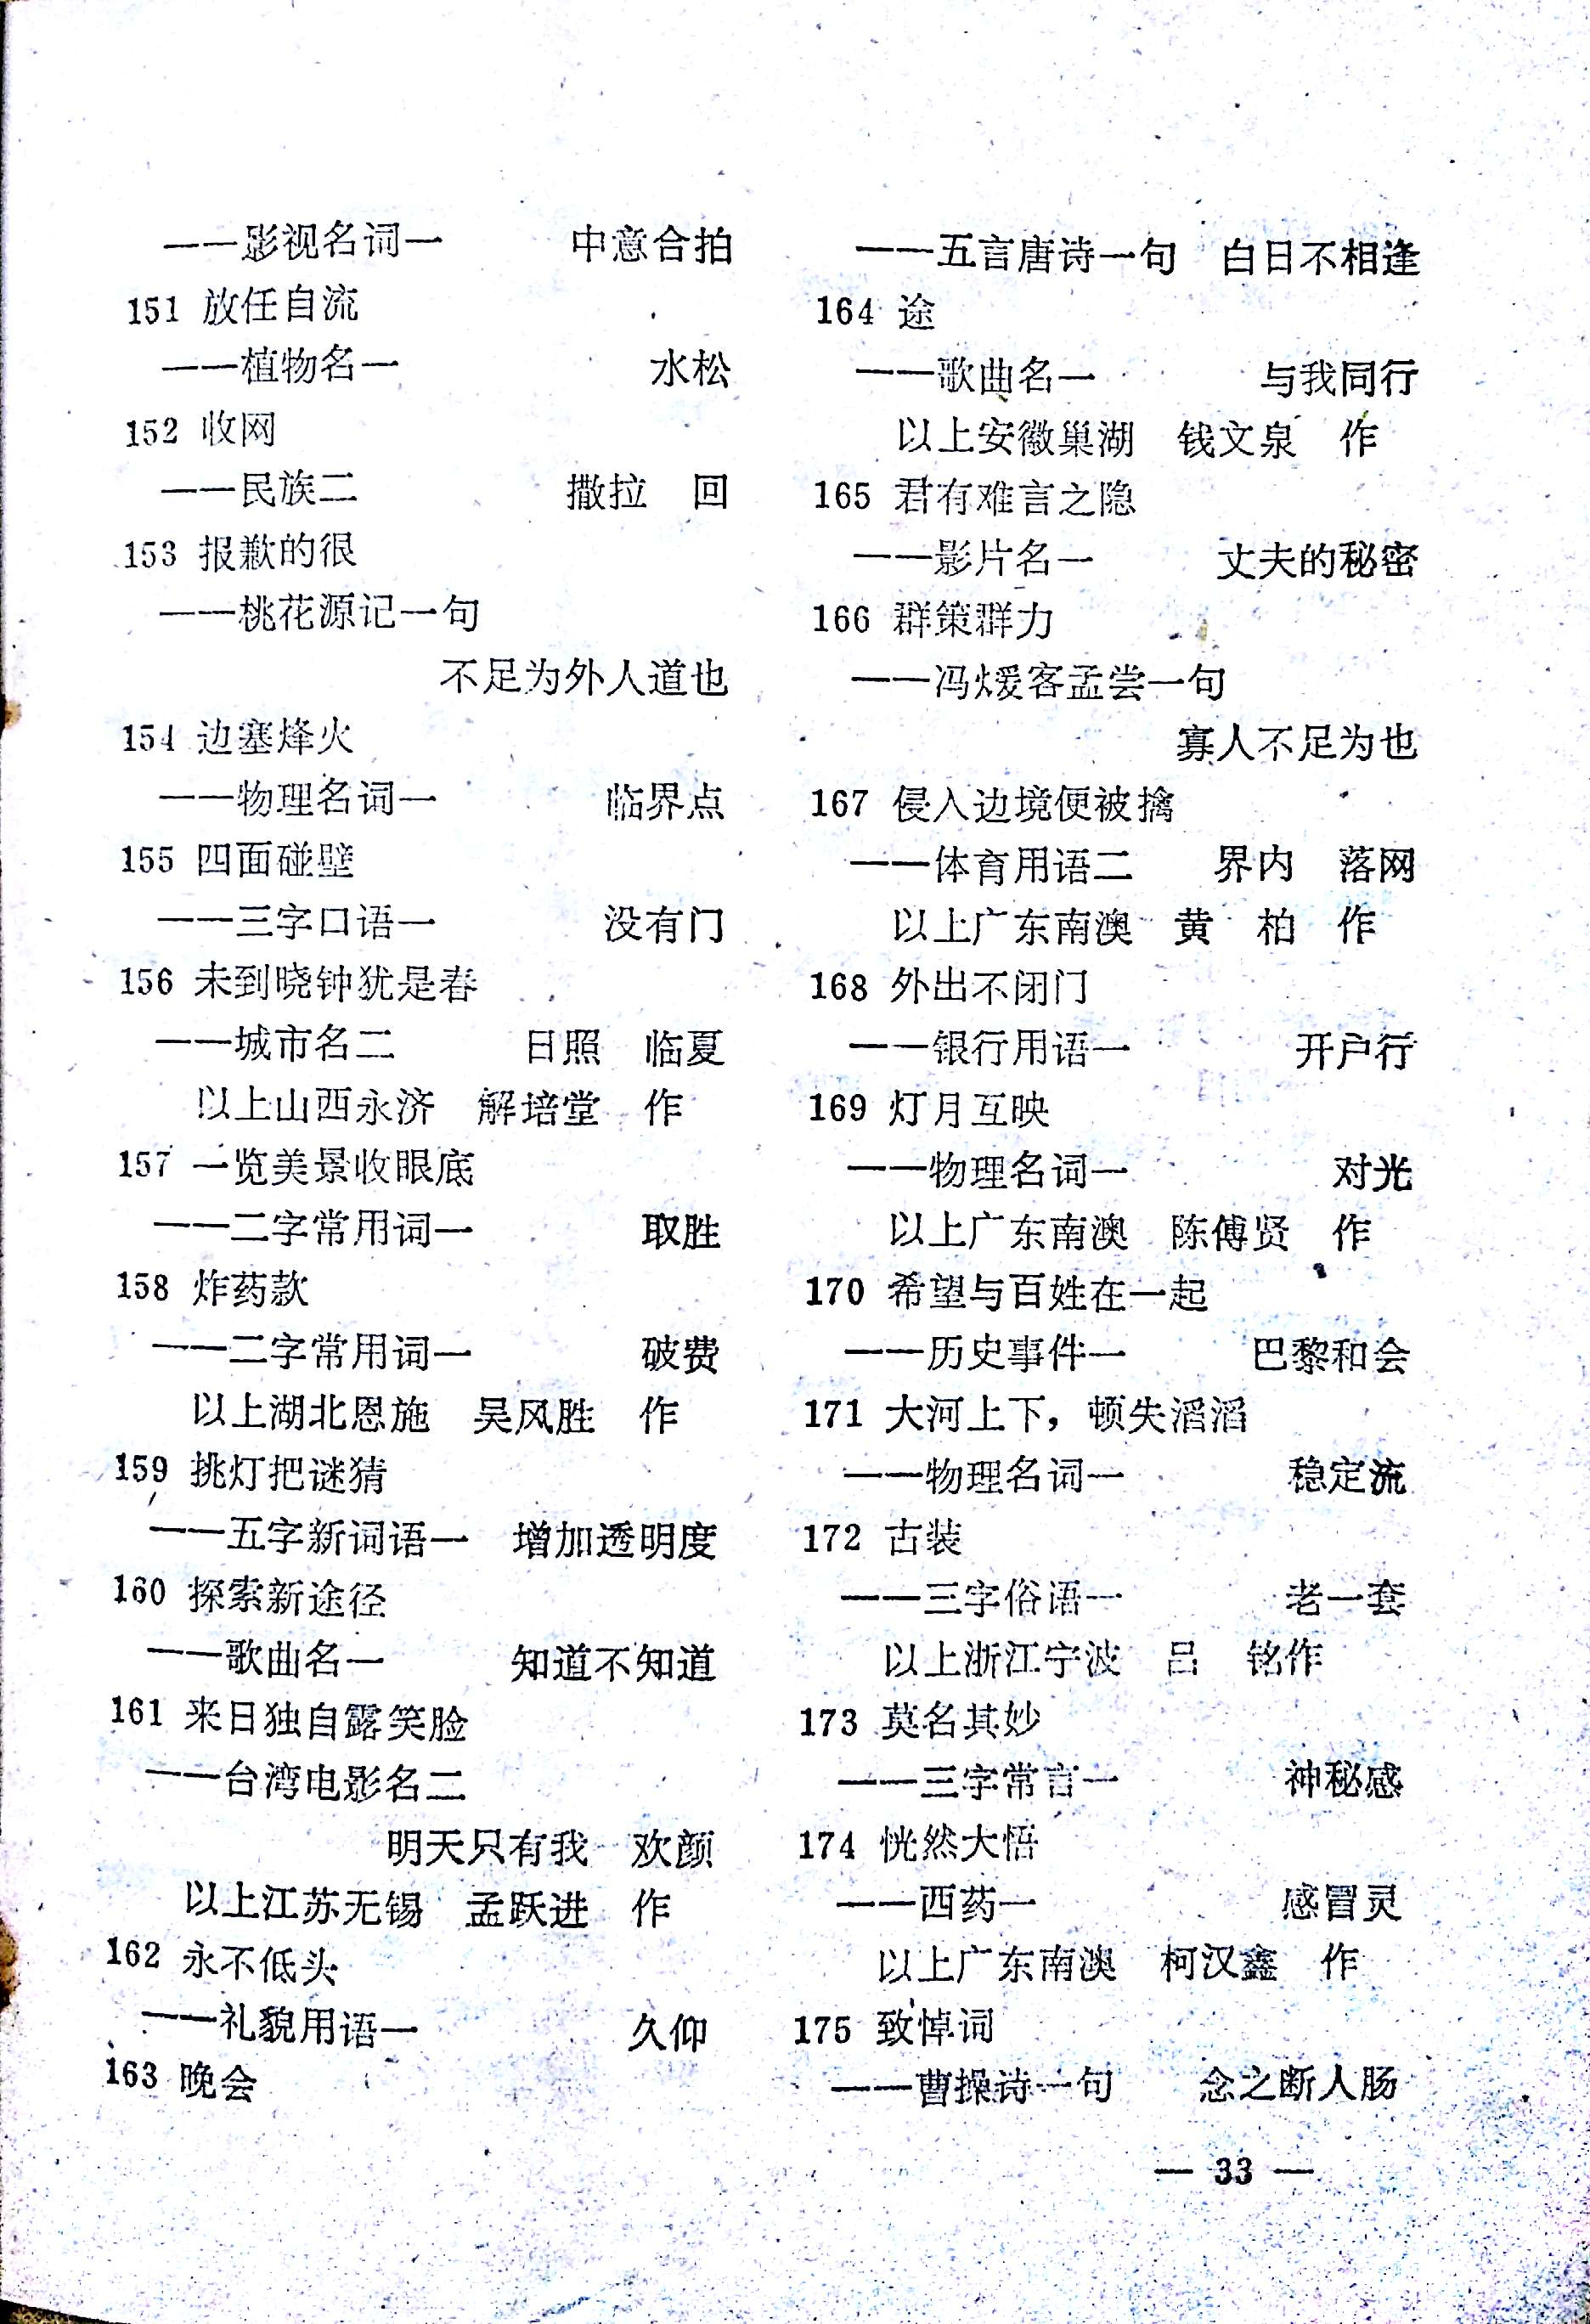 ——影视名词一 中意合拍
151 放任自流
——植物名一 水松
152 收网
——民族二 撒拉 回
153 报歉的很
——桃花源记一句
不足为外人道也
154 边塞烽火
——物理名词一 临界点
155 四面碰壁
——三字口语一 没有门
156 未到晓钟犹是春
——城市名二 日照 临夏
以上山西永济 解培堂 作
157 一览美景收眼底
——二字常用词一 取胜
158 炸药款
——二字常用词一 破费
以上湖北恩施 吴风胜 作
159 挑灯把谜猜
——五字新词语一 增加透明度
160 探索新途径
——歌曲名一 知道不知道
161 来日独自露笑脸
——台湾电影名二
明天只有我 欢颜
以上江苏无锡 孟跃进 作
162 永不低头
——礼貌用语一 久仰
163 晚会
——五言唐诗一句 白日不相逢
164 途
——歌曲名一 与我同行
以上安徽巢湖 钱文泉 作
165 君有难言之隐
——影片名一 丈夫的秘密
166 群策群力
——冯煖客孟尝一句
寡人不足为也
167 侵入边境便被擒
——体育用语二 界内 落网
以上广东南澳 黄 柏 作
168 外出不闭门
——银行用语一 开户行
169 灯月互映
——物理名词一 对光
以上广东南澳 陈傅贤 作
170 希望与百姓在一起
——历史事件一 巴黎和会
171 大河上下，顿失滔滔
——物理名词一 稳定流
172 古装
——三字俗语一 老一套
以上浙江宁波 吕 铭作
173 莫名其妙
——三字常言一 神秘感
174 恍然大悟
——西药一 感冒灵
以上广东南澳 柯汉鑫 作
175 致悼词
——曹操诗一句 念之断人肠
— 33 —